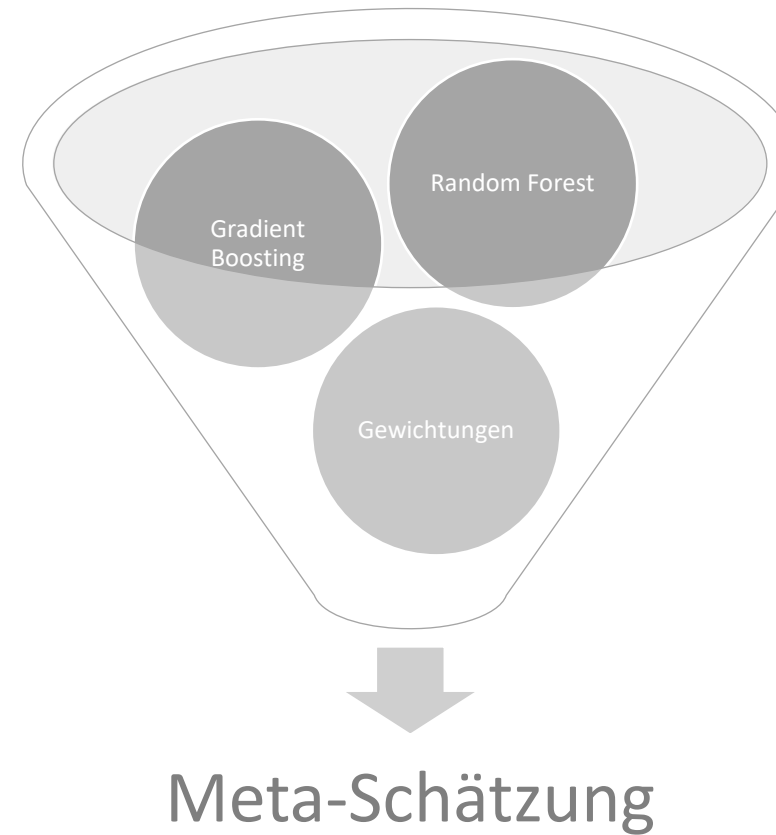 Random Forest
Gradient
Boosting
Gewichtungen
Meta-Schätzung